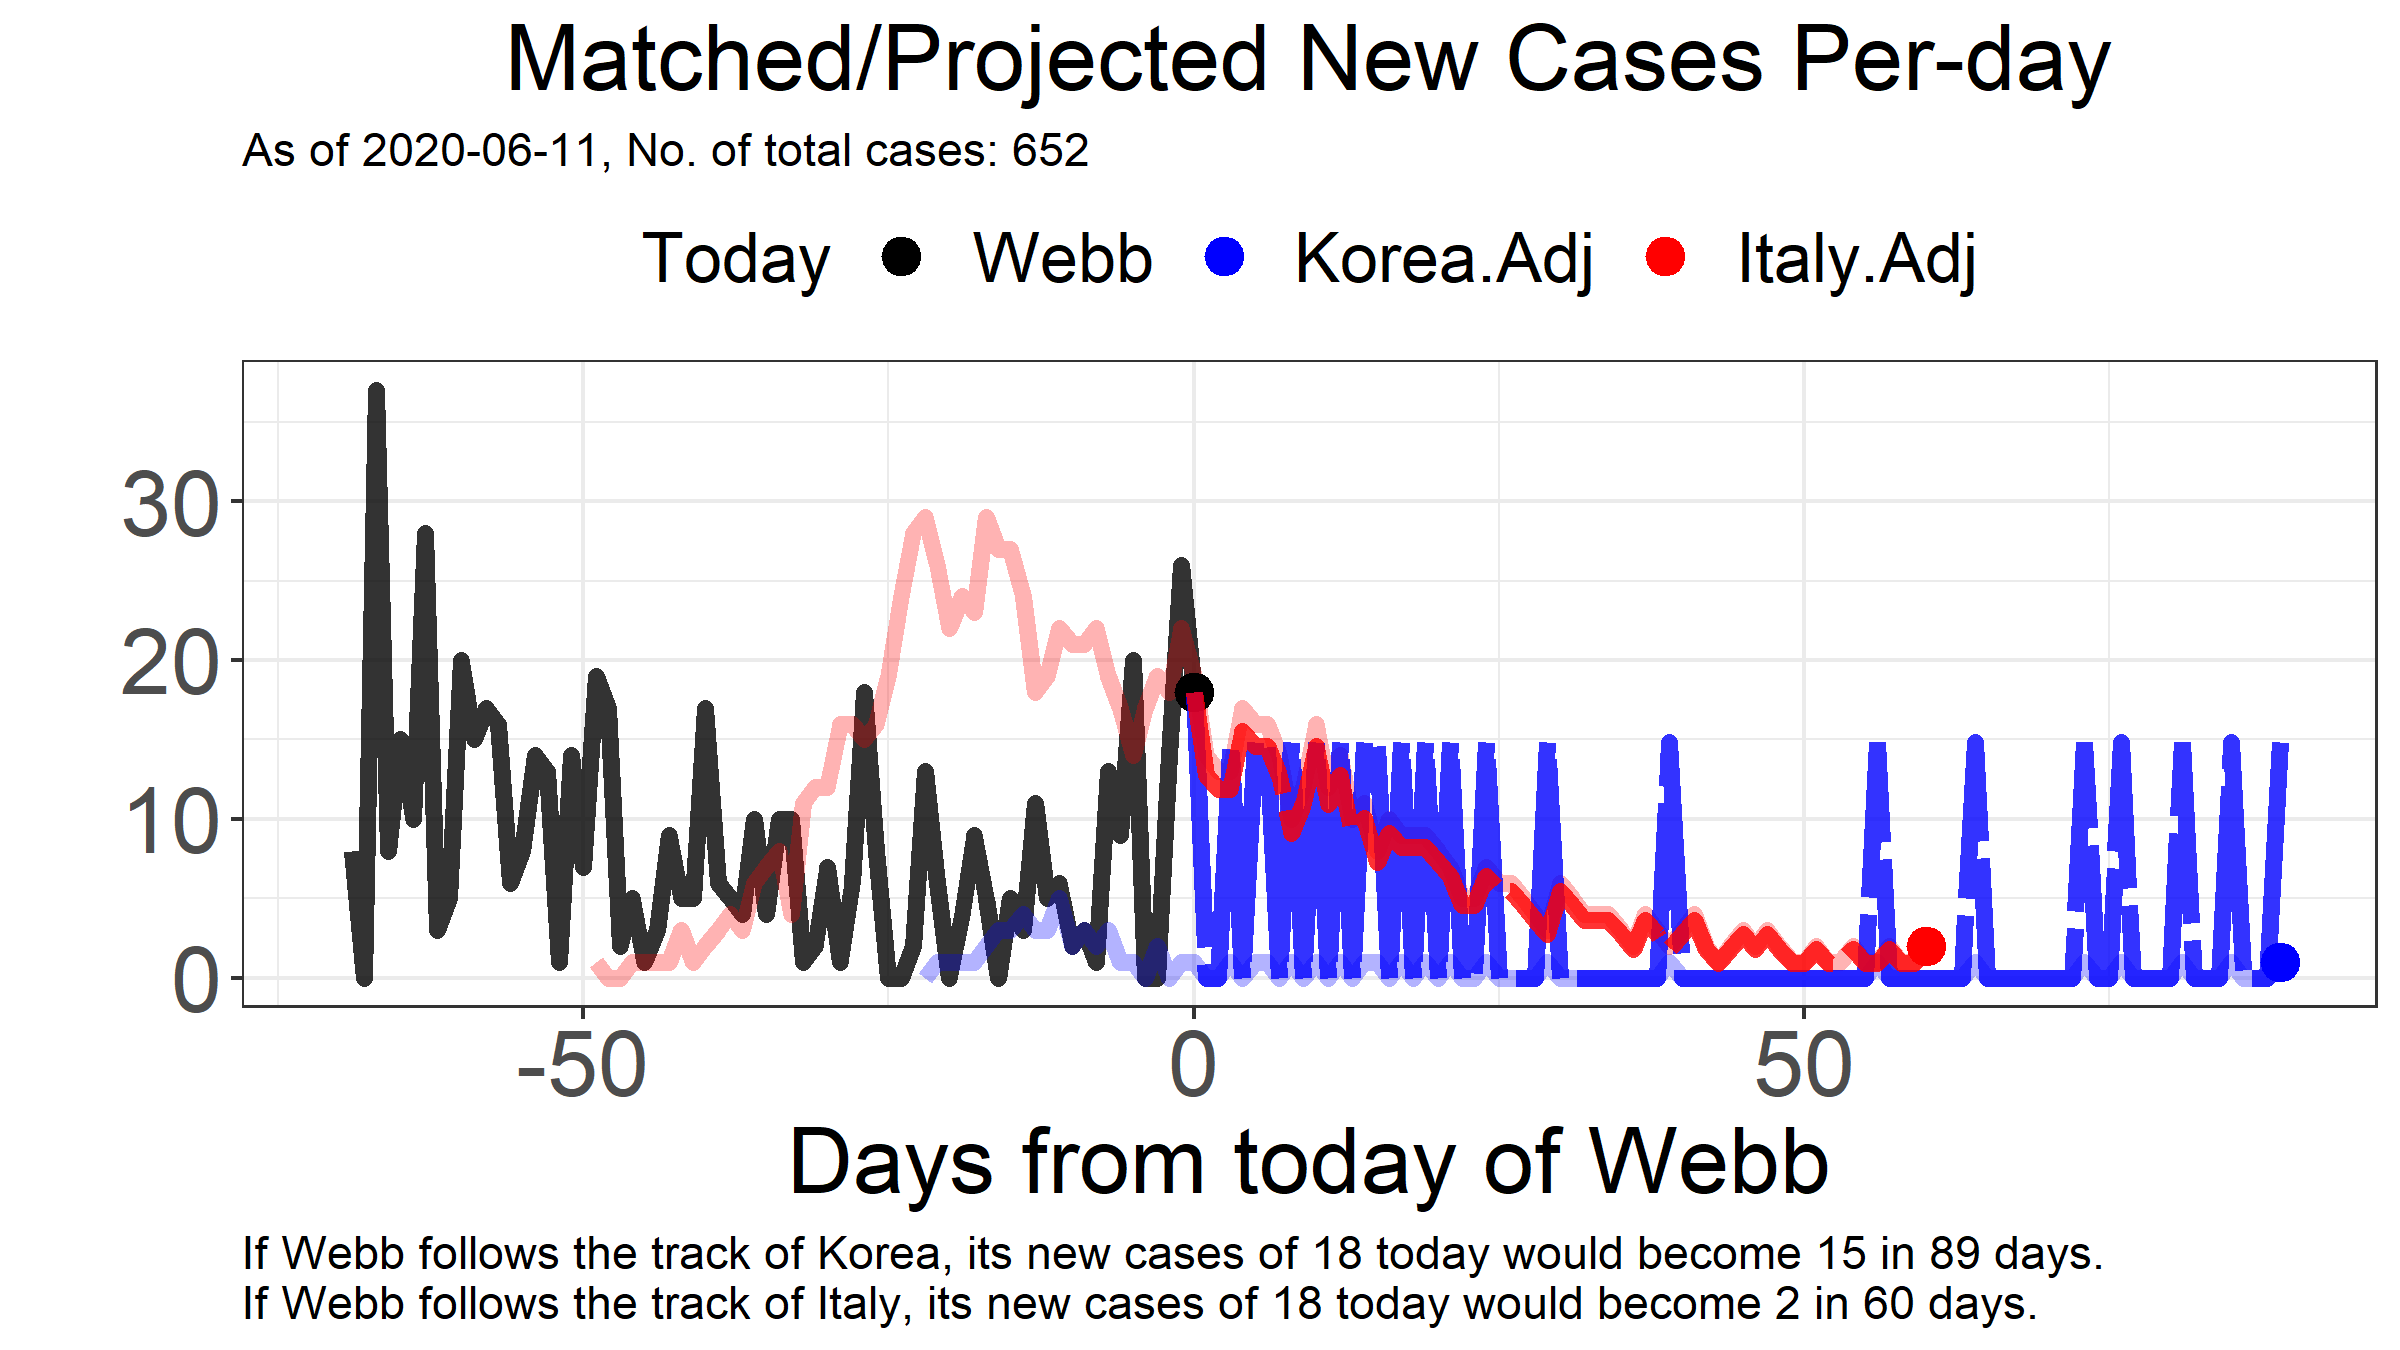 Matched/Projected New Cases Per-day
As of 2020-06-11, No. of total cases: 652
Today Webb Korea.Adj Italy.Adj
30
20
10
0
-50 0 50
Days from today of Webb
If Webb follows the track of Korea, its new cases of 18 today would become 15 in 89 days.
If Webb follows the track of Italy, its new cases of 18 today would become 2 in 60 days.